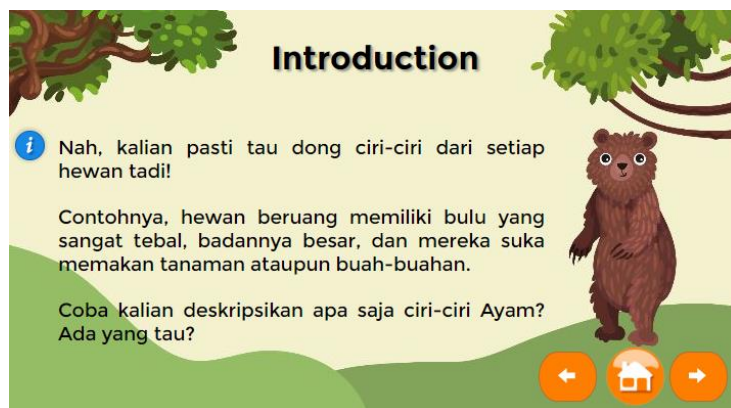 Introduction
i
Nah, kalian pasti tau dong ciri-ciri dari setiap
hewan tadi!
Contohnya, hewan beruang memiliki bulu yang
sangat tebal, badannya besar, dan mereka suka
memakan tanaman ataupun buah-buahan.
Coba kalian deskripsikan apa saja ciri-ciri Ayam?
Ada yang tau?